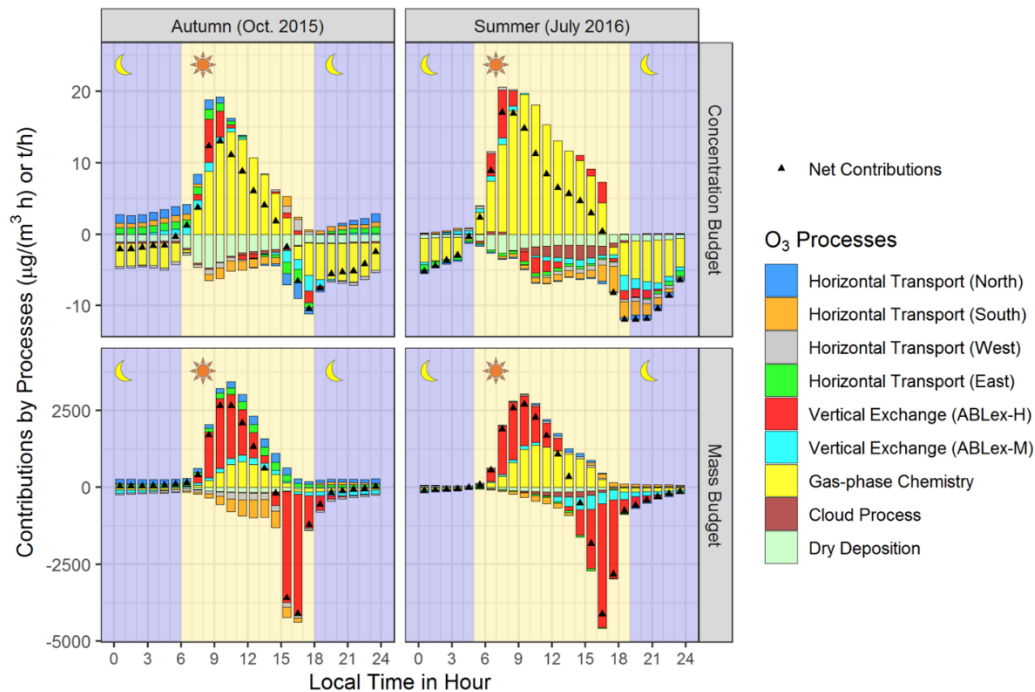 Autumn (Oct. 2015)
Summer (July 2016)
Contributions by Processes (μg/(m³ h) or t/h)
20
10
0
-10
Concentration Budget
2500
0
-2500
-5000
Mass Budget
0 3 6 9 12 15 18 21 24
0 3 6 9 12 15 18 21 24
Local Time in Hour
Net Contributions
O₃ Processes
Horizontal Transport (North)
Horizontal Transport (South)
Horizontal Transport (West)
Horizontal Transport (East)
Vertical Exchange (ABLex-H)
Vertical Exchange (ABLex-M)
Gas-phase Chemistry
Cloud Process
Dry Deposition